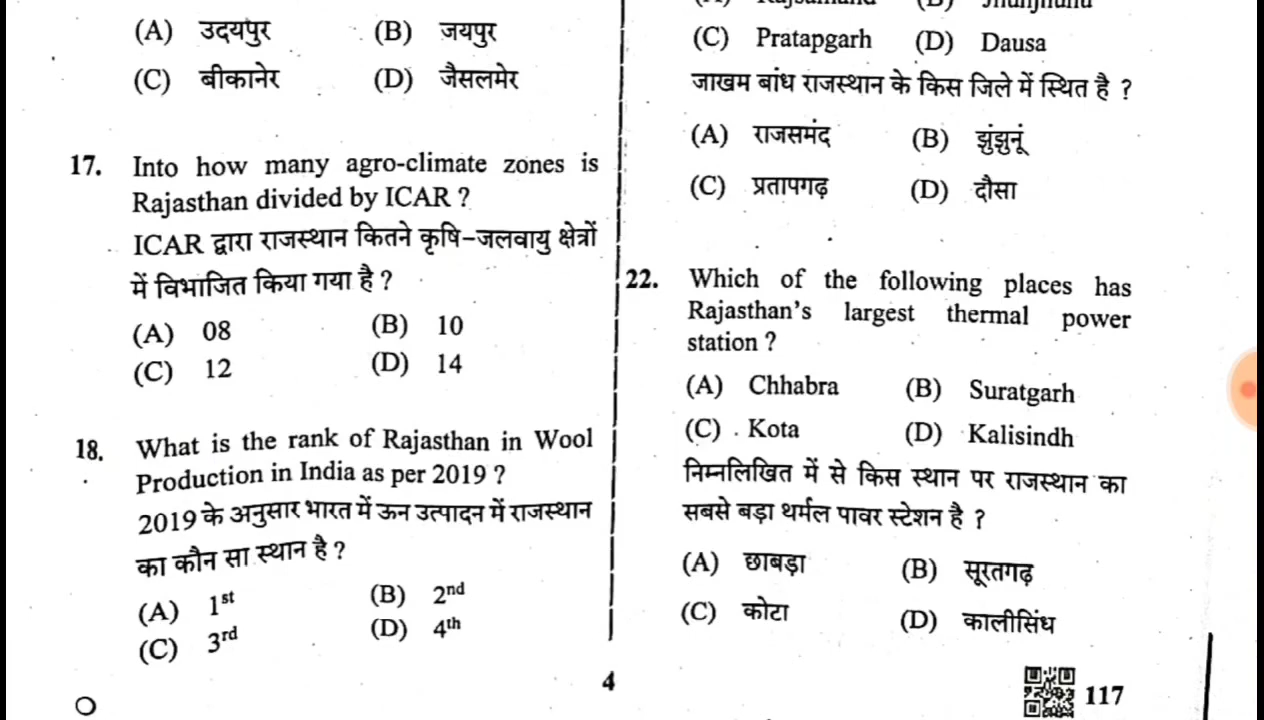 (A) उदयपुर (B) जयपुर
(C) बीकानेर (D) जैसलमेर
17. Into how many agro-climate zones is
Rajasthan divided by ICAR ?
ICAR द्वारा राजस्थान कितने कृषि-जलवायु क्षेत्रों
में विभाजित किया गया है ?
(A) 08 (B) 10
(C) 12 (D) 14
18. What is the rank of Rajasthan in Wool
Production in India as per 2019 ?
2019 के अनुसार भारत में ऊन उत्पादन में राजस्थान
का कौन सा स्थान है ?
(A) 1st (B) 2nd
(C) 3rd (D) 4th
(C) Pratapgarh (D) Dausa
जाखम बांध राजस्थान के किस जिले में स्थित है ?
(A) राजसमंद (B) झुंझुनूं
(C) प्रतापगढ़ (D) दौसा
22. Which of the following places has
Rajasthan's largest thermal power
station ?
(A) Chhabra (B) Suratgarh
(C) Kota (D) Kalisindh
निम्नलिखित में से किस स्थान पर राजस्थान का
सबसे बड़ा थर्मल पावर स्टेशन है ?
(A) छाबड़ा (B) सूरतगढ़
(C) कोटा (D) कालीसिंध
4
117